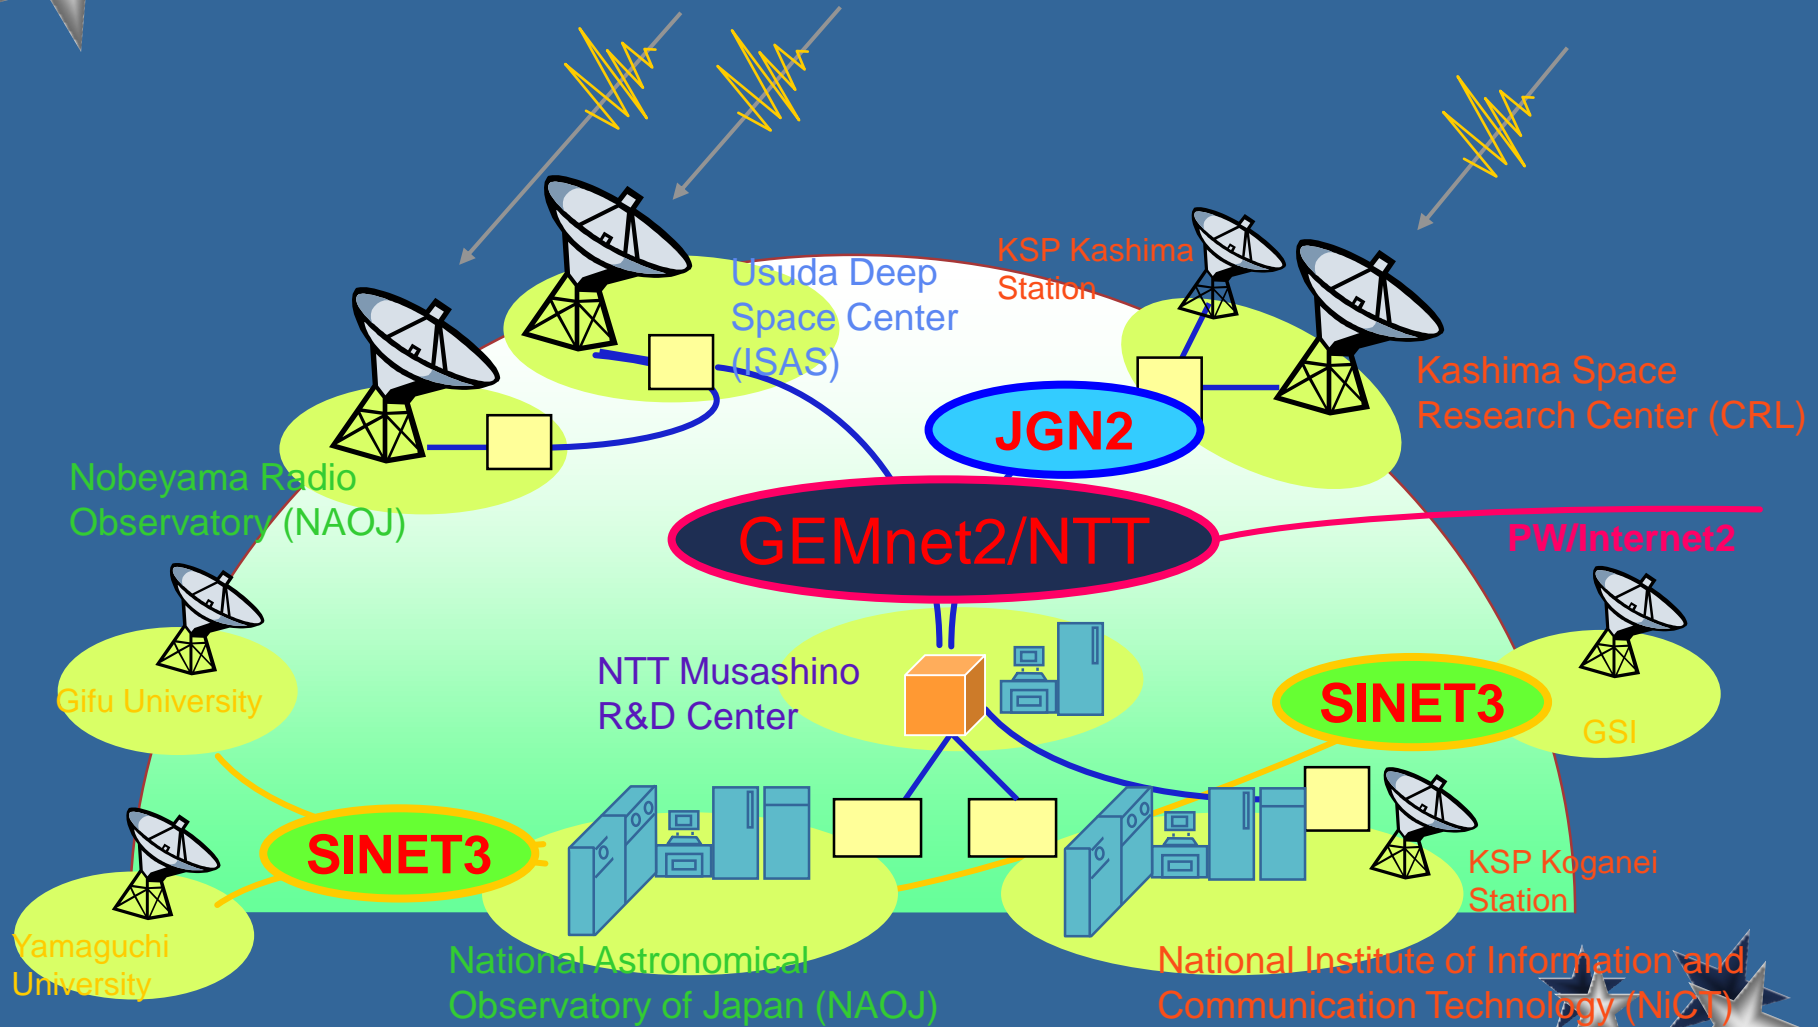 KSP Kashima
Station
Usuda Deep
Space Center
(ISAS)
Kashima Space
Research Center (CRL)
JGN2
Nobeyama Radio
Observatory (NAOJ)
GEMnet2/NTT
PW/Internet2
NTT Musashino
R&D Center
Gifu University
SINET3
GSI
SINET3
KSP Koganei
Station
Yamaguchi
University
National Astronomical
Observatory of Japan (NAOJ)
National Institute of Information and
Communication Technology (NiCT)